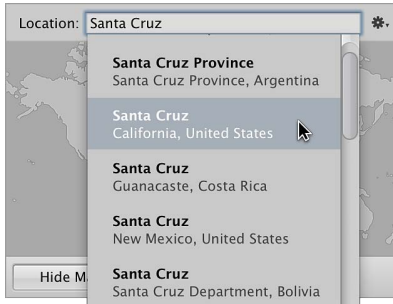 Location: Santa Cruz
Santa Cruz Province
Santa Cruz Province, Argentina
Santa Cruz
California, United States
Santa Cruz
Guanacaste, Costa Rica
Santa Cruz
New Mexico, United States
Santa Cruz
Santa Cruz Department, Bolivia
Hide